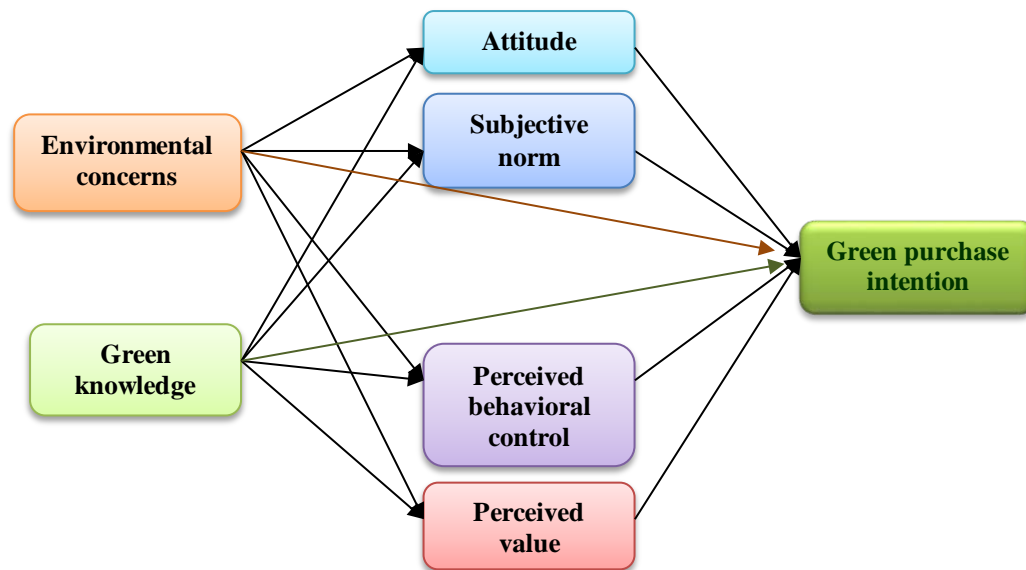 Attitude
Environmental
concerns
Subjective
norm
Green purchase
intention
Green
knowledge
Perceived
behavioral
control
Perceived
value